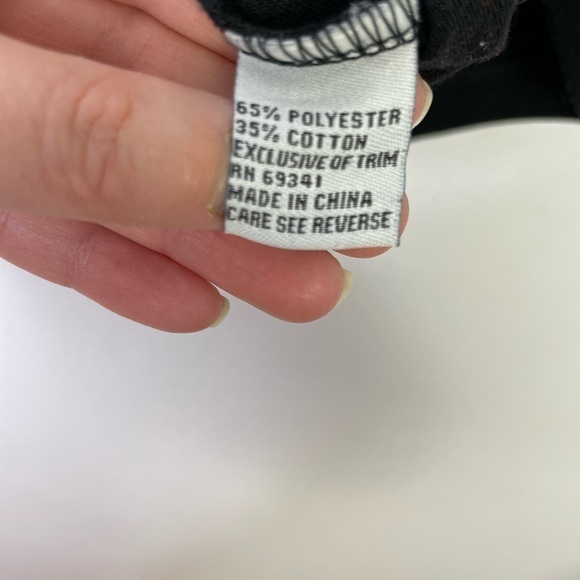 65% POLYESTER
35% COTTON
EXCLUSIVE OF TRIM
RN 69341
MADE IN CHINA
CARE SEE REVERSE